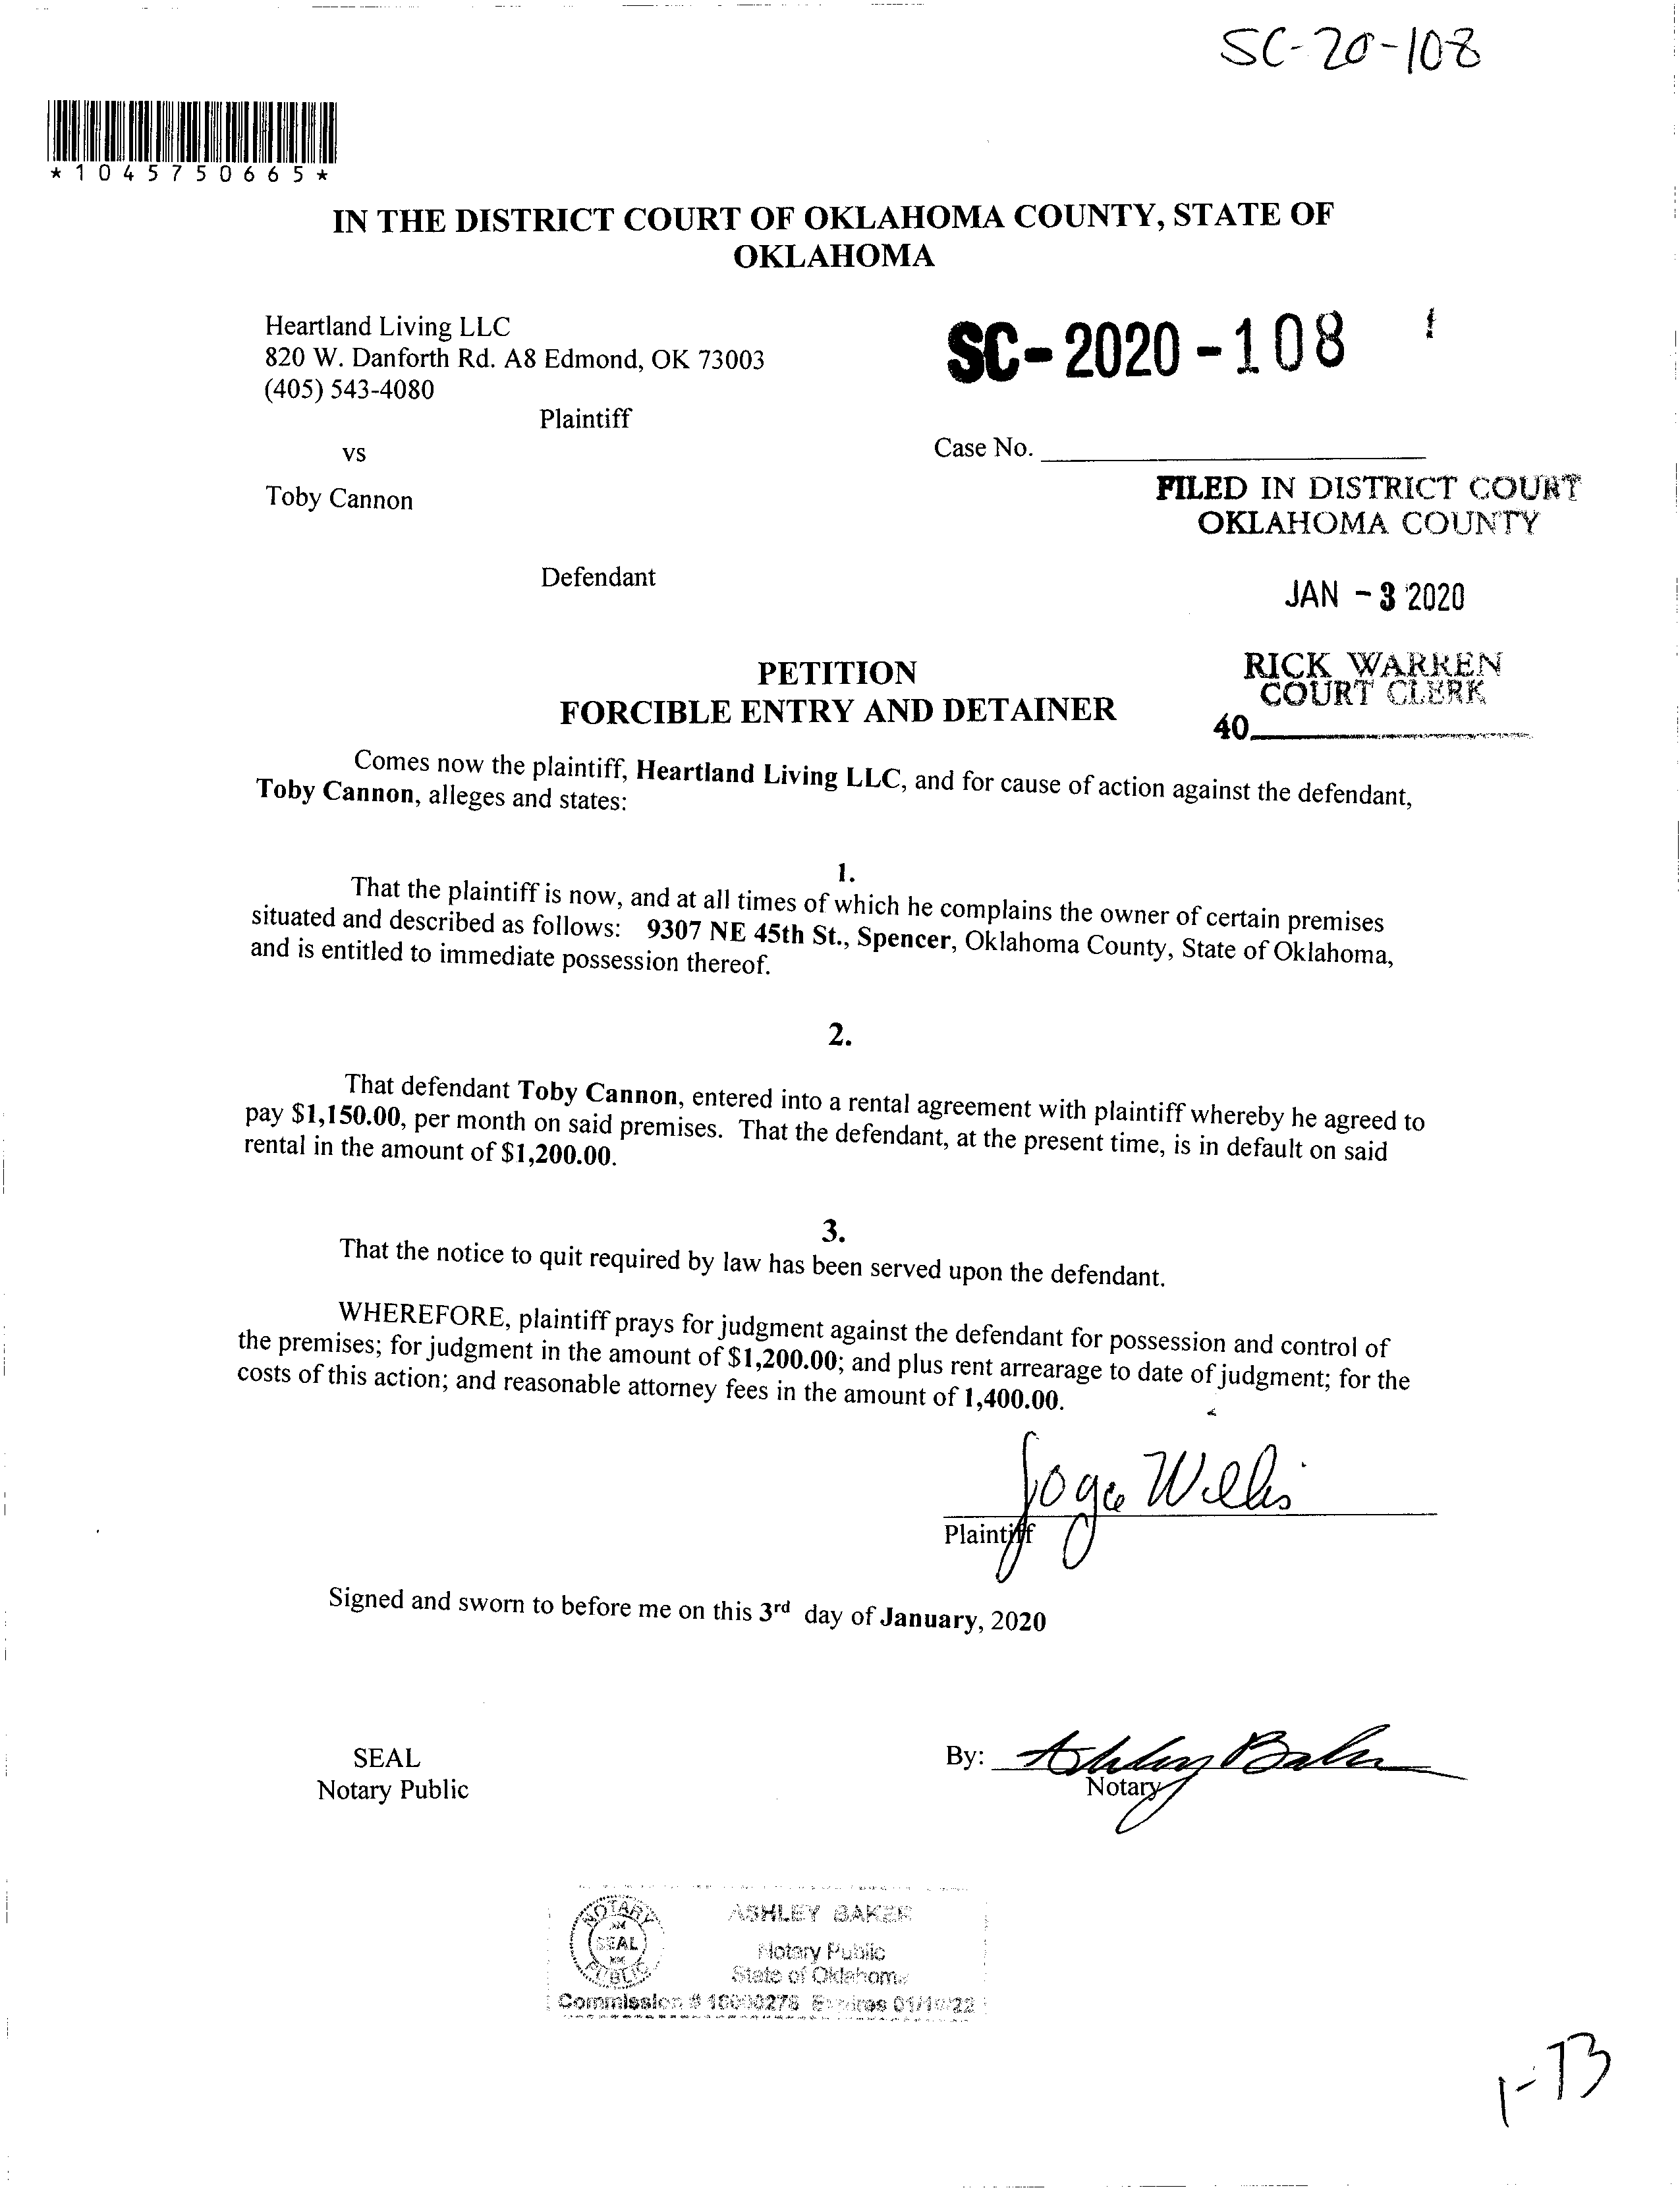 SC-20-108
*1045750665*
IN THE DISTRICT COURT OF OKLAHOMA COUNTY, STATE OF
OKLAHOMA
Heartland Living LLC
820 W. Danforth Rd. A8 Edmond, OK 73003
(405) 543-4080
Plaintiff
vs
Toby Cannon
Defendant
SC-2020-108
Case No.
FILED IN DISTRICT COURT
OKLAHOMA COUNTY
JAN -3 2020
RICK WARREN
COURT CLERK
40
PETITION
FORCIBLE ENTRY AND DETAINER
Comes now the plaintiff, Heartland Living LLC, and for cause of action against the defendant,
Toby Cannon, alleges and states:
1.
That the plaintiff is now, and at all times of which he complains the owner of certain premises
situated and described as follows: 9307 NE 45th St., Spencer, Oklahoma County, State of Oklahoma,
and is entitled to immediate possession thereof.
2.
That defendant Toby Cannon, entered into a rental agreement with plaintiff whereby he agreed to
pay $1,150.00, per month on said premises. That the defendant, at the present time, is in default on said
rental in the amount of $1,200.00.
3.
That the notice to quit required by law has been served upon the defendant.
WHEREFORE, plaintiff prays for judgment against the defendant for possession and control of
the premises; for judgment in the amount of $1,200.00; and plus rent arrearage to date of judgment; for the
costs of this action; and reasonable attorney fees in the amount of 1,400.00.
Willis
Plaintiff
Signed and sworn to before me on this 3rd day of January, 2020
SEAL
Notary Public
By: Ashley Baker
Notary
NOTARY
SEAL
PUBLIC
ASHLEY BAKER
Notary Public
State of Oklahoma
Commission # Expires
1-73